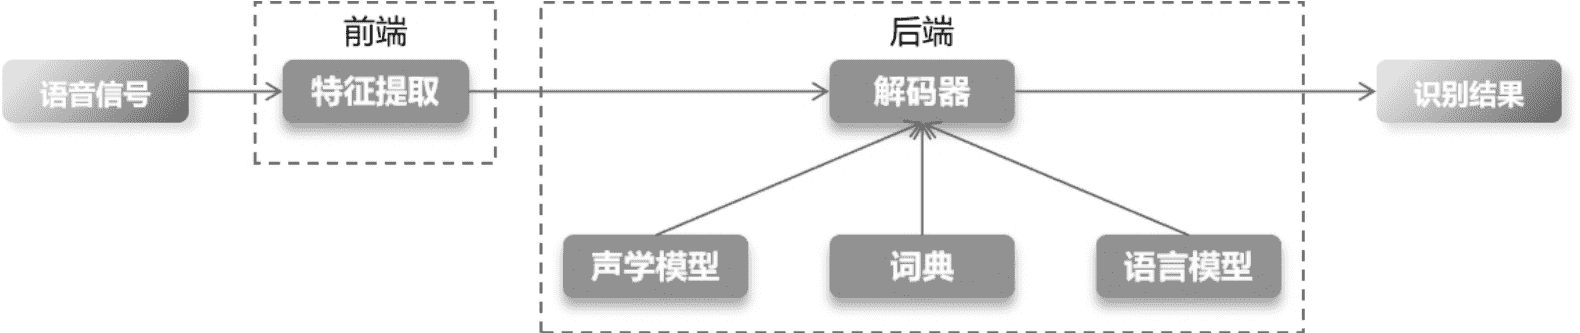 前端
后端
语音信号
特征提取
解码器
识别结果
声学模型
词典
语言模型